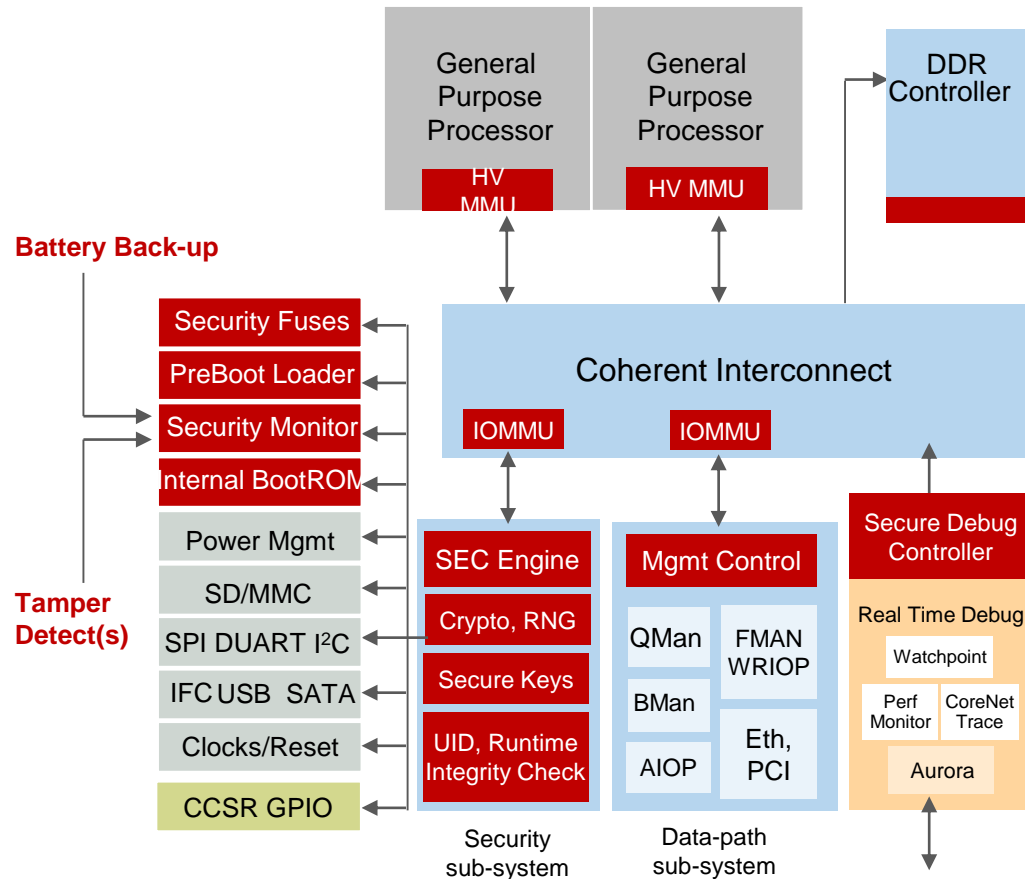 General
Purpose
Processor
HV
MMU
General
Purpose
Processor
HV MMU
DDR
Controller
Battery Back-up
Tamper
Detect(s)
Security Fuses
PreBoot Loader
Security Monitor
Internal BootROM
Power Mgmt
SD/MMC
SPI DUART I²C
IFC USB SATA
Clocks/Reset
CCSR GPIO
Coherent Interconnect
IOMMU
IOMMU
SEC Engine
Crypto, RNG
Secure Keys
UID, Runtime
Integrity Check
Security
sub-system
Mgmt Control
QMan
BMan
AIOP
FMAN
WRIOP
Eth,
PCI
Data-path
sub-system
Secure Debug
Controller
Real Time Debug
Watchpoint
Perf
Monitor
CoreNet
Trace
Aurora